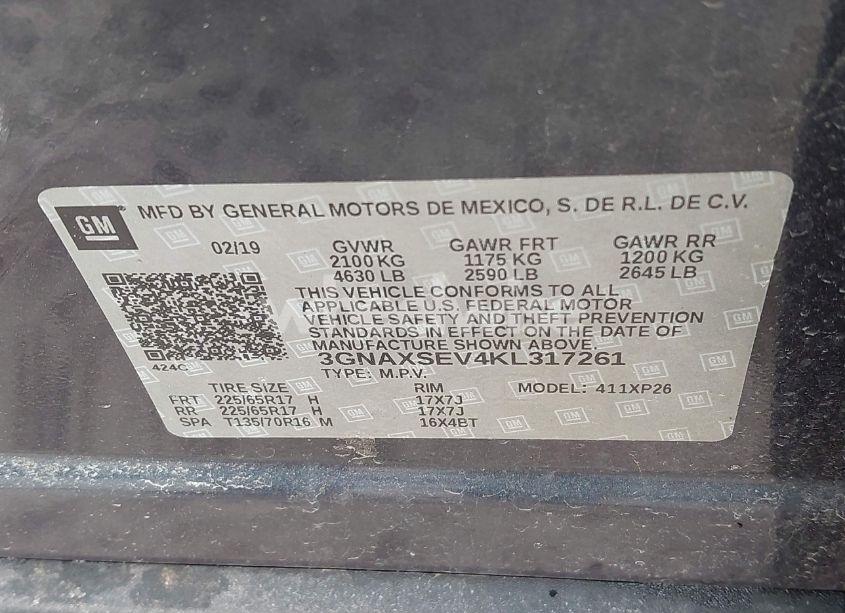 GM MFD BY GENERAL MOTORS DE MEXICO, S. DE R.L. DE C.V.
02/19 GVWR GAWR FRT GAWR RR
2100 KG 1175 KG 1200 KG
4630 LB 2590 LB 2645 LB
THIS VEHICLE CONFORMS TO ALL
APPLICABLE U.S. FEDERAL MOTOR
VEHICLE SAFETY AND THEFT PREVENTION
STANDARDS IN EFFECT ON THE DATE OF
MANUFACTURE SHOWN ABOVE.
424C 3GNAXSEV4KL317261
TYPE: M.P.V.
TIRE SIZE RIM MODEL: 411XP26
FRT 225/65R17 H 17X7J
RR 225/65R17 H 17X7J
SPA T135/70R16 M 16X4BT